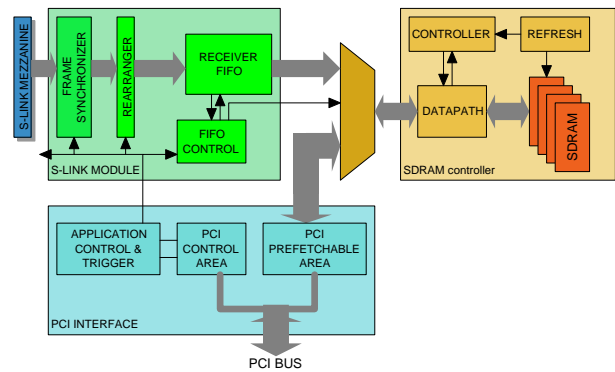 S-LINK MEZZANINE
FRAME
SYNCHRONIZER
REARRANGER
RECEIVER
FIFO
FIFO
CONTROL
S-LINK MODULE
CONTROLLER
REFRESH
DATAPATH
SDRAM
SDRAM controller
APPLICATION
CONTROL &
TRIGGER
PCI
CONTROL
AREA
PCI
PREFETCHABLE
AREA
PCI INTERFACE
PCI BUS